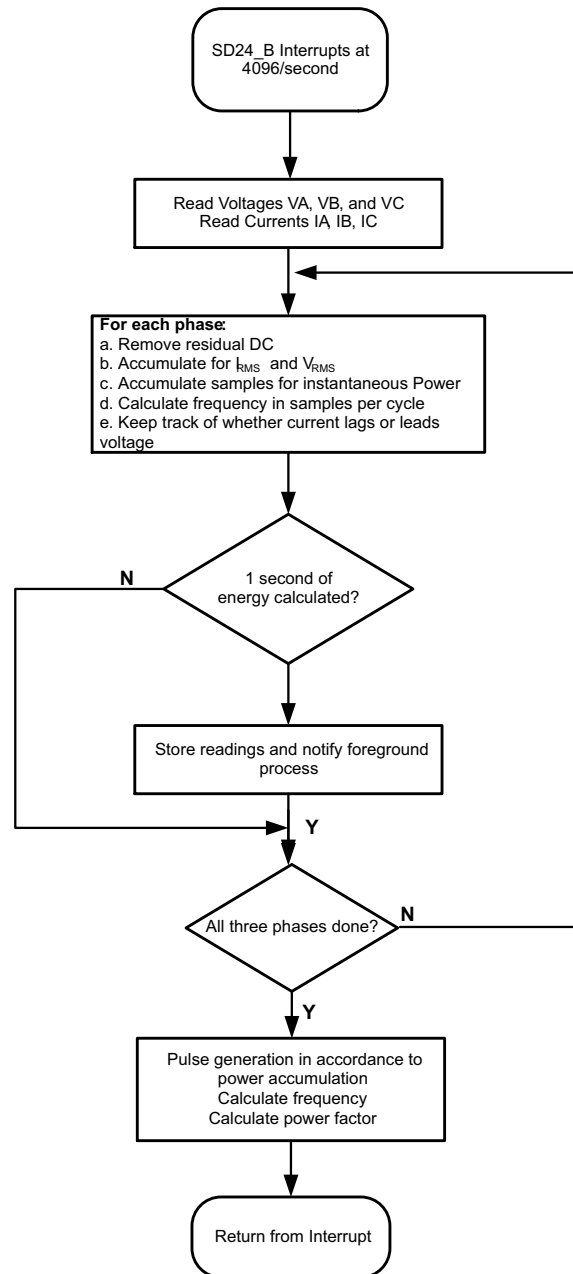 SD24_B Interrupts at
4096/second
Read Voltages VA, VB, and VC
Read Currents IA, IB, IC
For each phase:
a. Remove residual DC
b. Accumulate for IRMS and VRMS
c. Accumulate samples for instantaneous Power
d. Calculate frequency in samples per cycle
e. Keep track of whether current lags or leads
voltage
N
1 second of
energy calculated?
Store readings and notify foreground
process
Y
All three phases done?
N
Y
Pulse generation in accordance to
power accumulation
Calculate frequency
Calculate power factor
Return from Interrupt